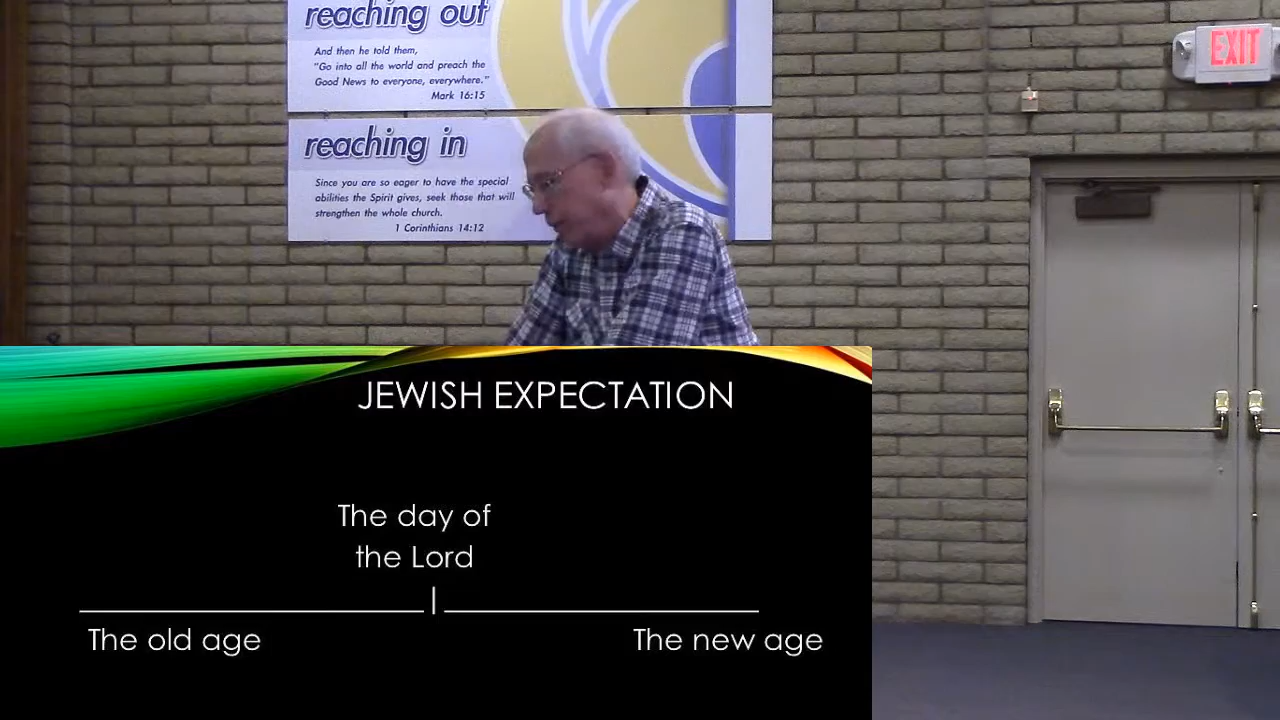 reaching out
And then he told them,
"Go into all the world and preach the
Good News to everyone, everywhere."
Mark 16:15
reaching in
Since you are so eager to have the special
abilities the Spirit gives, seek those that will
strengthen the whole church.
1 Corinthians 14:12
EXIT
JEWISH EXPECTATION
The day of
the Lord
The old age
The new age